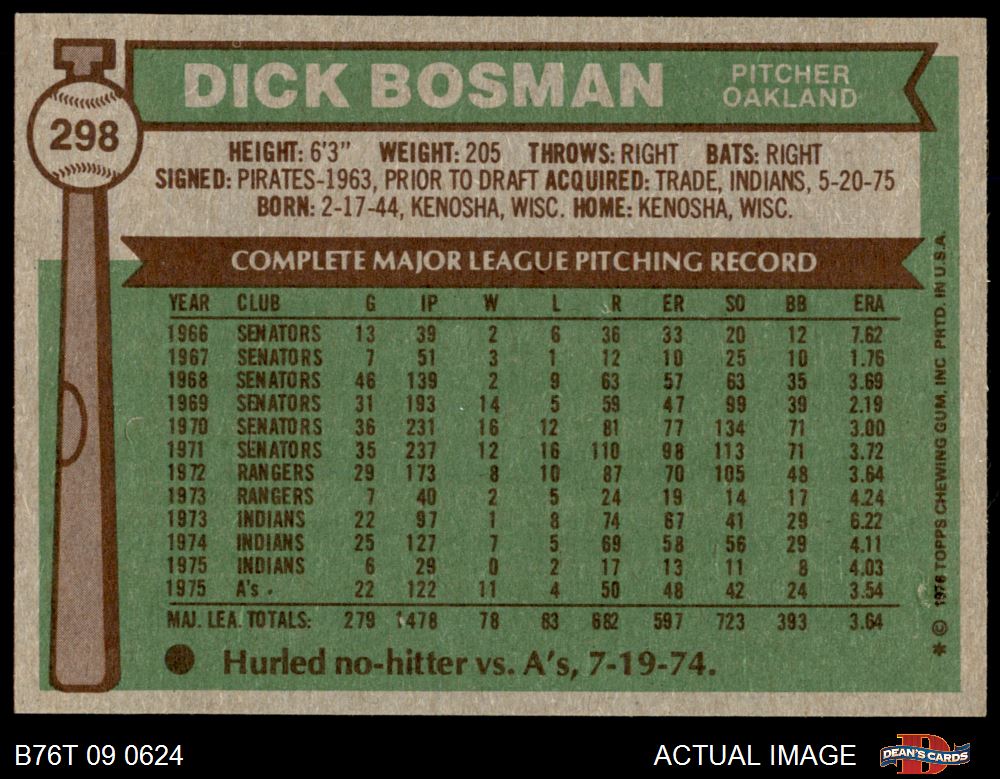 298
DICK BOSMAN
PITCHER
OAKLAND
HEIGHT: 6'3" WEIGHT: 205 THROWS: RIGHT BATS: RIGHT
SIGNED: PIRATES-1963, PRIOR TO DRAFT ACQUIRED: TRADE, INDIANS, 5-20-75
BORN: 2-17-44, KENOSHA, WISC. HOME: KENOSHA, WISC.
COMPLETE MAJOR LEAGUE PITCHING RECORD
YEAR CLUB G IP W L R ER SO BB ERA
1966 SENATORS 13 39 2 6 36 33 20 12 7.62
1967 SENATORS 7 51 3 1 12 10 25 10 1.76
1968 SENATORS 46 139 2 9 63 57 63 35 3.69
1969 SENATORS 31 193 14 5 59 47 99 39 2.19
1970 SENATORS 36 231 16 12 81 77 134 71 3.00
1971 SENATORS 35 237 12 16 110 98 113 71 3.72
1972 RANGERS 29 173 8 10 87 70 105 48 3.64
1973 RANGERS 7 40 2 5 24 19 14 17 4.24
1973 INDIANS 22 97 1 8 74 67 41 29 6.22
1974 INDIANS 25 127 7 5 69 58 56 29 4.11
1975 INDIANS 6 29 0 2 17 13 11 8 4.03
1975 A's 22 122 11 4 50 48 42 24 3.54
MAJ. LEA. TOTALS: 279 1478 78 83 682 597 723 393 3.64
Hurled no-hitter vs. A's, 7-19-74.
* © 1976 TOPPS CHEWING GUM, INC. PRTD. IN U.S.A.
B76T 09 0624
ACTUAL IMAGE
DEAN'S CARDS